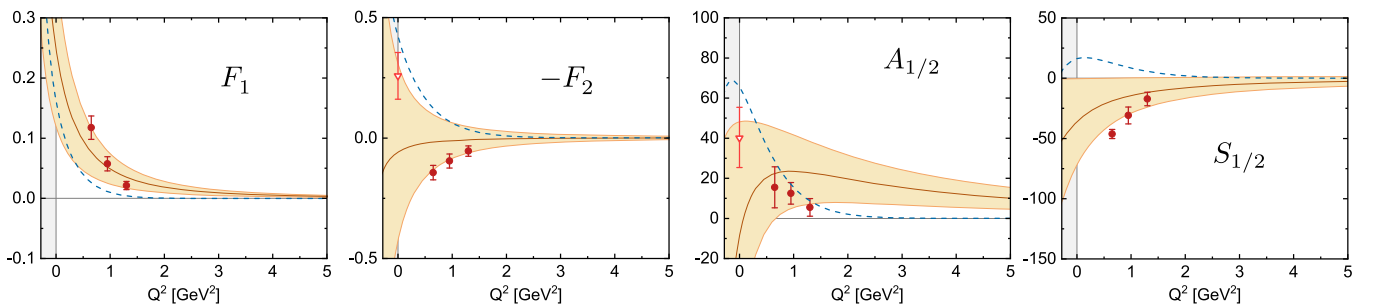 0.3
0.2
0.1
0.0
-0.1
0 1 2 3 4 5
Q² [GeV²]
F₁
0.5
0.0
-0.5
0 1 2 3 4 5
Q² [GeV²]
−F₂
100
80
60
40
20
0
-20
0 1 2 3 4 5
Q² [GeV²]
A₁/₂
50
0
-50
-100
-150
0 1 2 3 4 5
Q² [GeV²]
S₁/₂